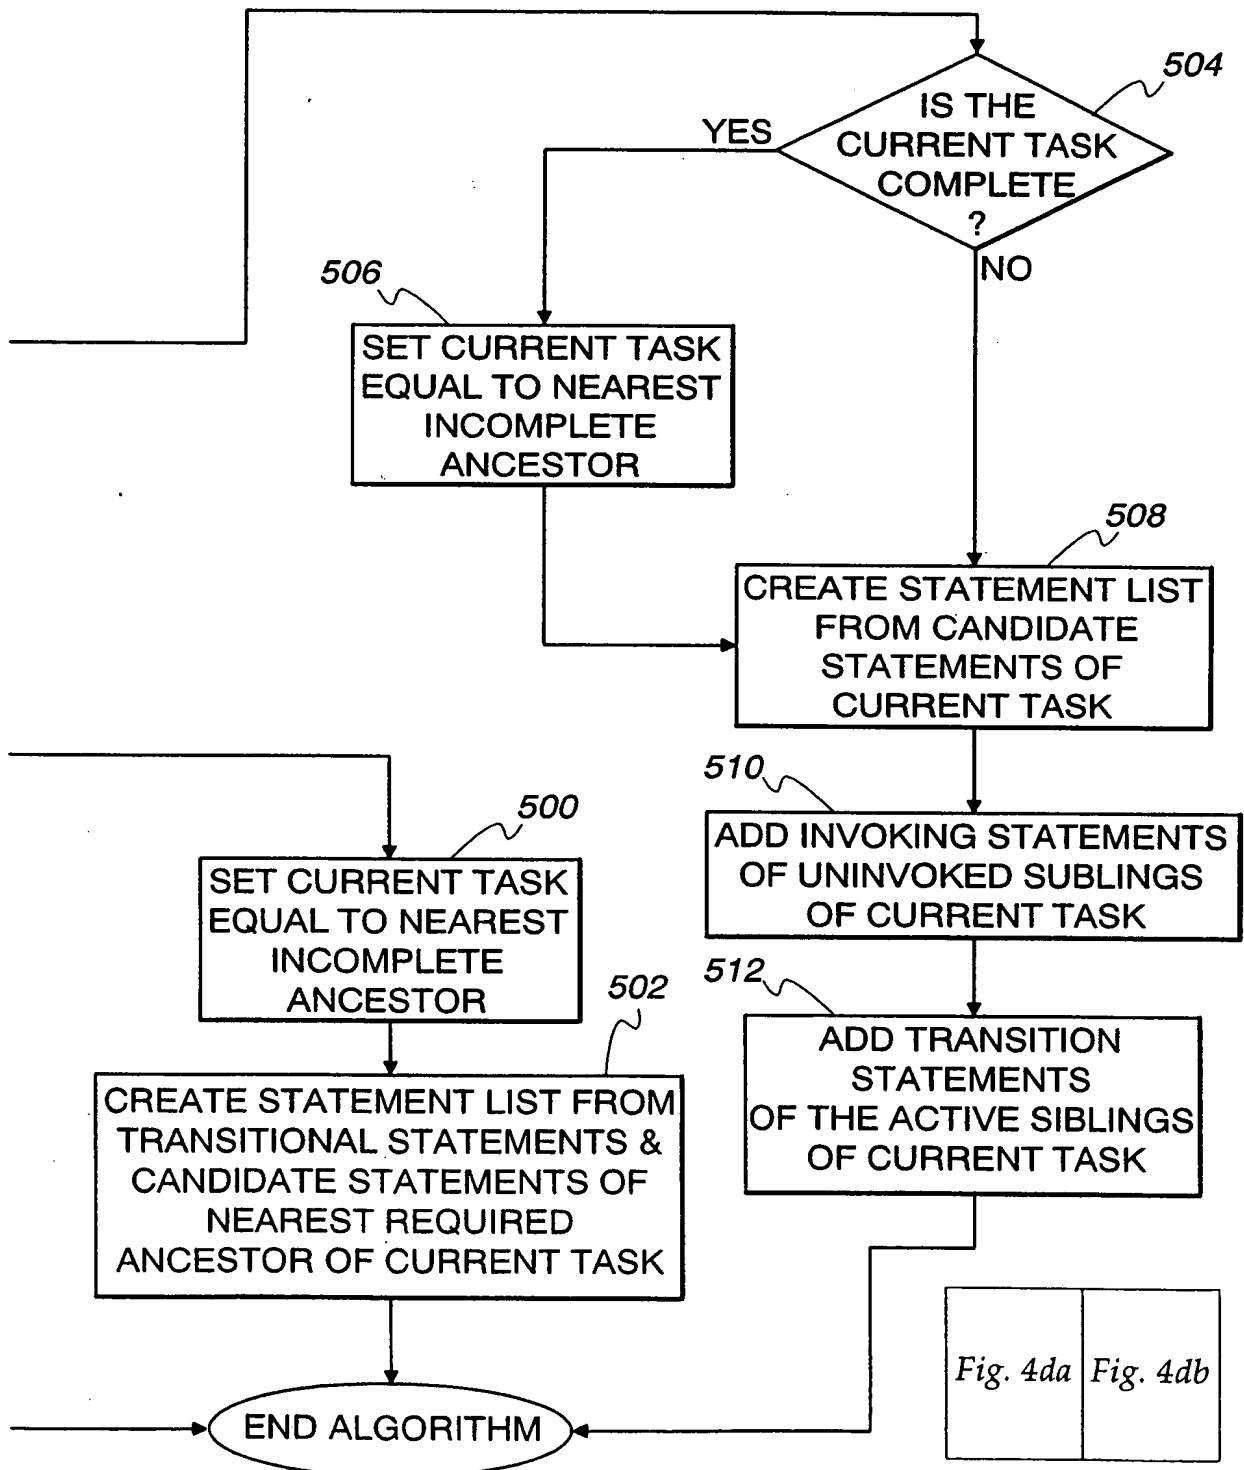 504
IS THE
CURRENT TASK
COMPLETE
?
YES
NO
506
SET CURRENT TASK
EQUAL TO NEAREST
INCOMPLETE
ANCESTOR
508
CREATE STATEMENT LIST
FROM CANDIDATE
STATEMENTS OF
CURRENT TASK
510
ADD INVOKING STATEMENTS
OF UNINVOKED SUBLINGS
OF CURRENT TASK
500
SET CURRENT TASK
EQUAL TO NEAREST
INCOMPLETE
ANCESTOR
512
ADD TRANSITION
STATEMENTS
OF THE ACTIVE SIBLINGS
OF CURRENT TASK
502
CREATE STATEMENT LIST FROM
TRANSITIONAL STATEMENTS &
CANDIDATE STATEMENTS OF
NEAREST REQUIRED
ANCESTOR OF CURRENT TASK
END ALGORITHM
Fig. 4da
Fig. 4db